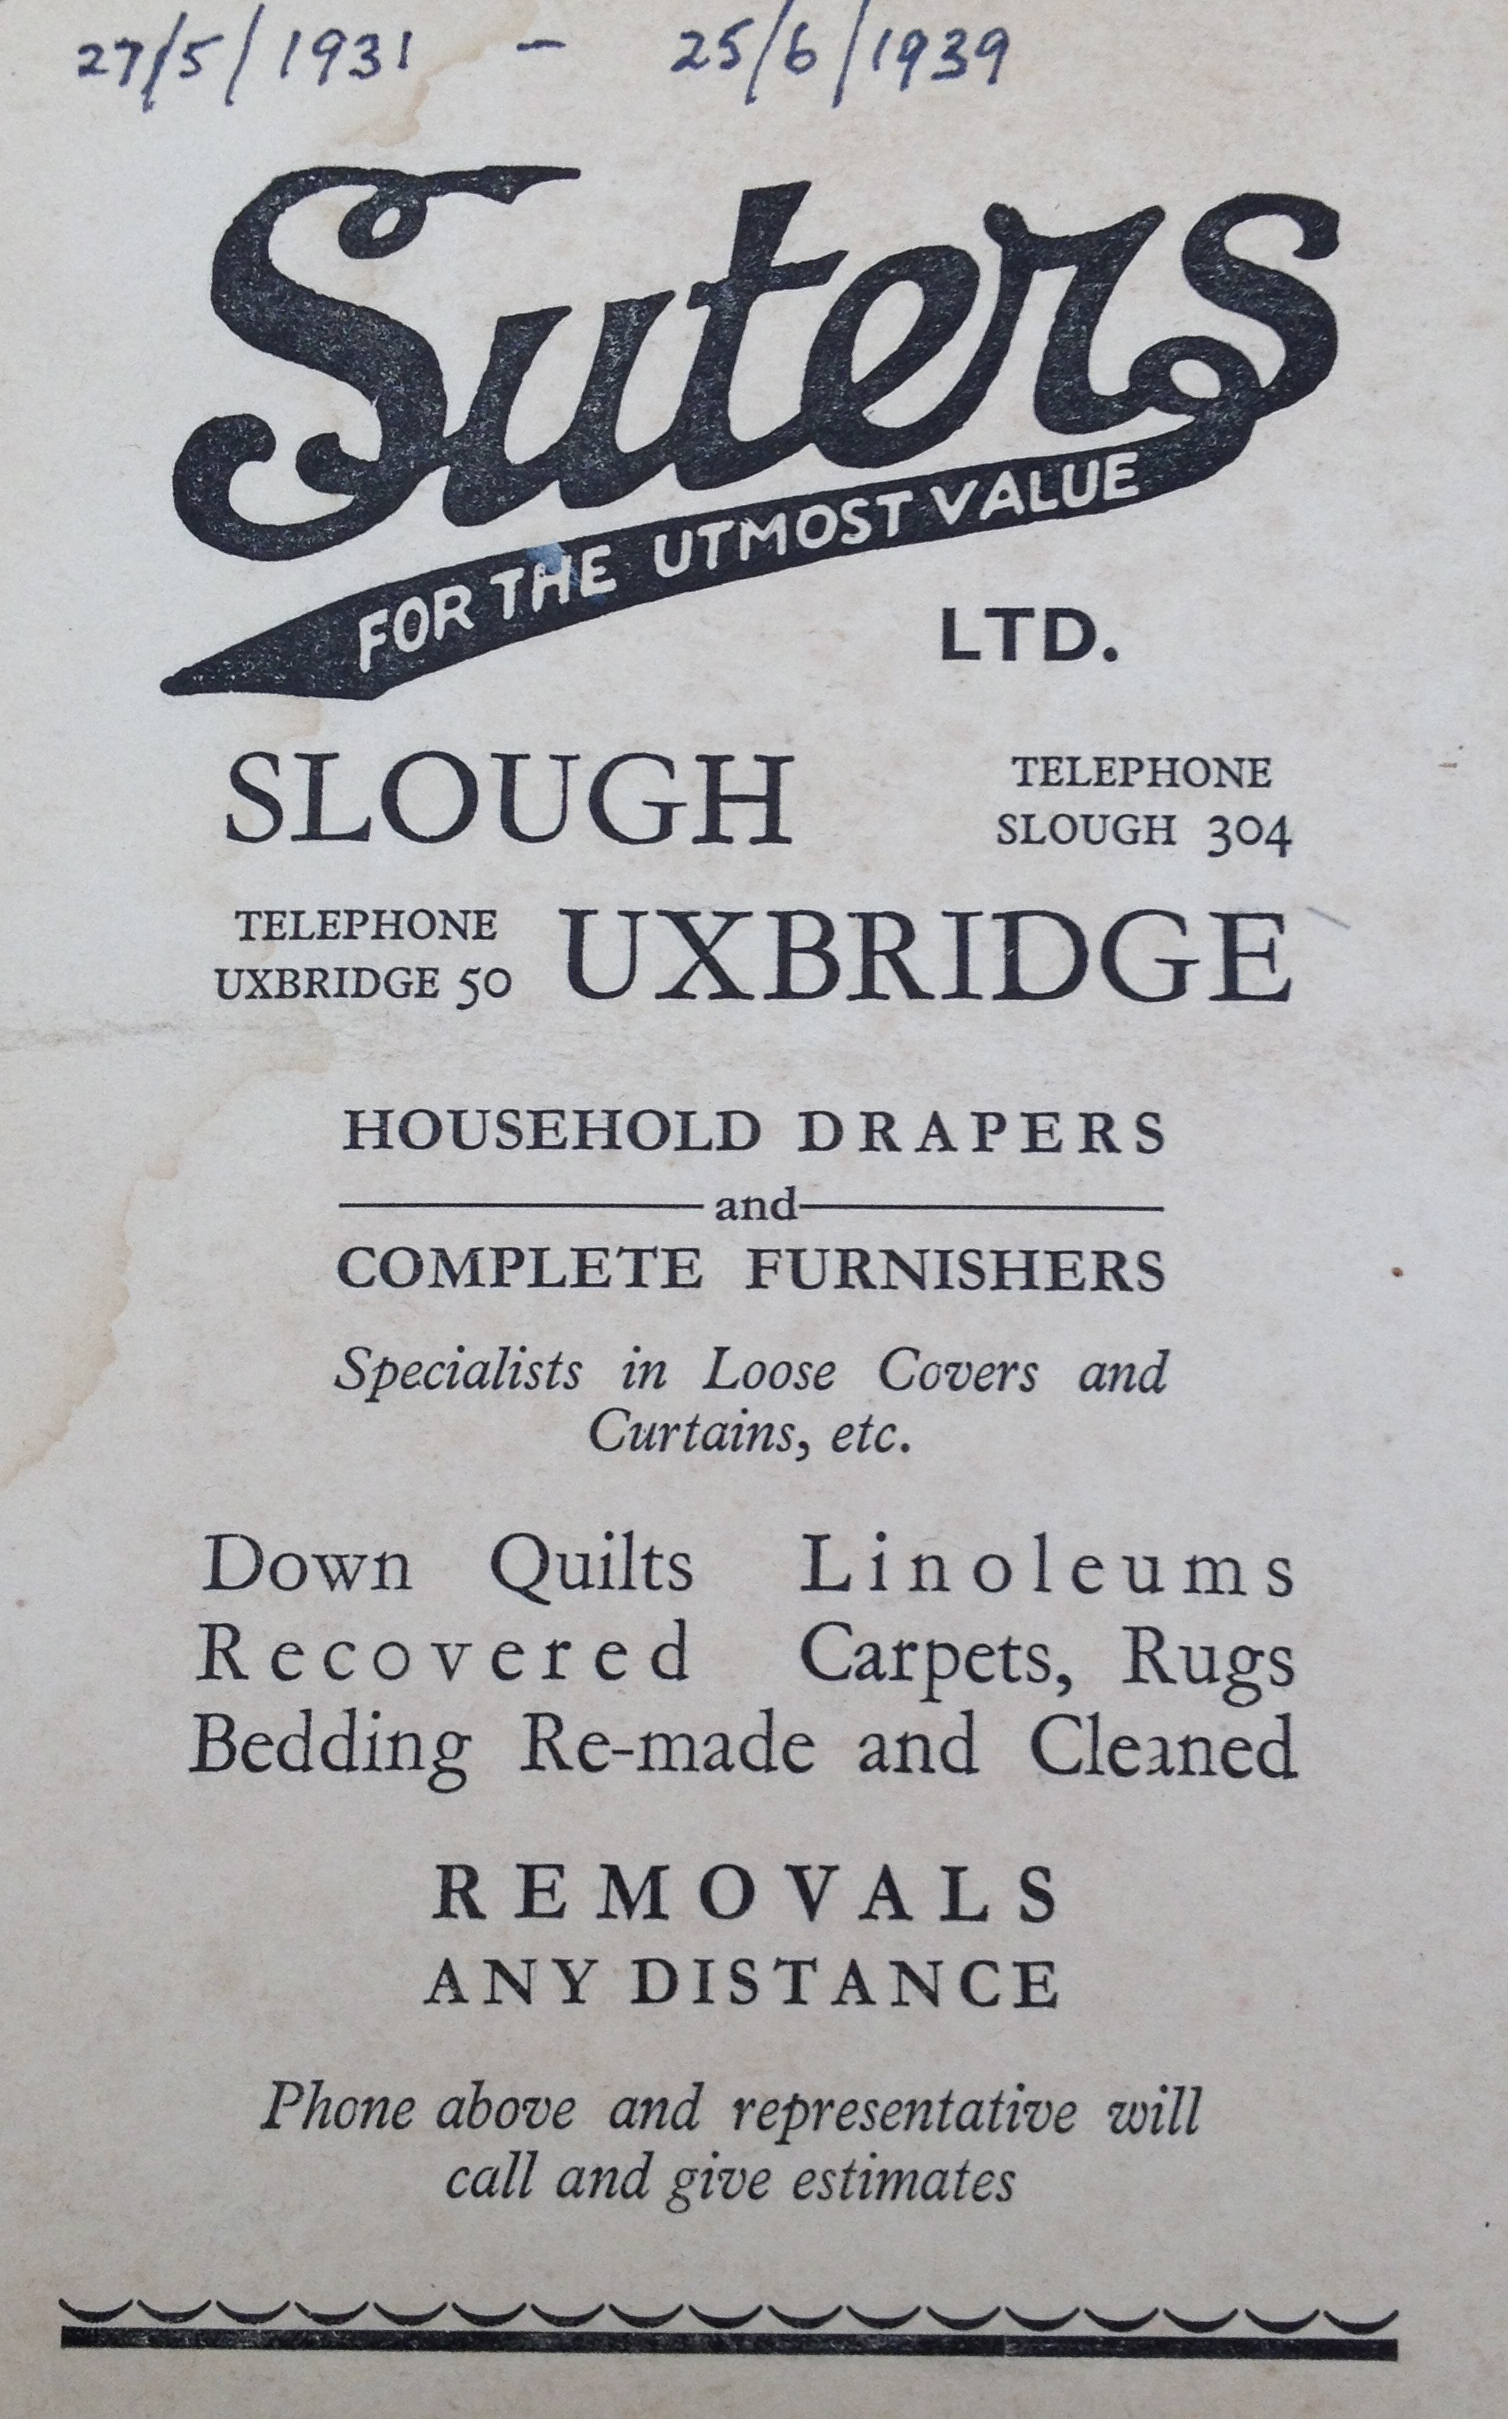 27/5/1931 - 25/6/1939
Suters
FOR THE UTMOST VALUE
LTD.
SLOUGH
TELEPHONE
SLOUGH 304
TELEPHONE
UXBRIDGE 50
UXBRIDGE
HOUSEHOLD DRAPERS
and
COMPLETE FURNISHERS
Specialists in Loose Covers and
Curtains, etc.
Down Quilts Linoleums
Recovered Carpets, Rugs
Bedding Re-made and Cleaned
REMOVALS
ANY DISTANCE
Phone above and representative will
call and give estimates